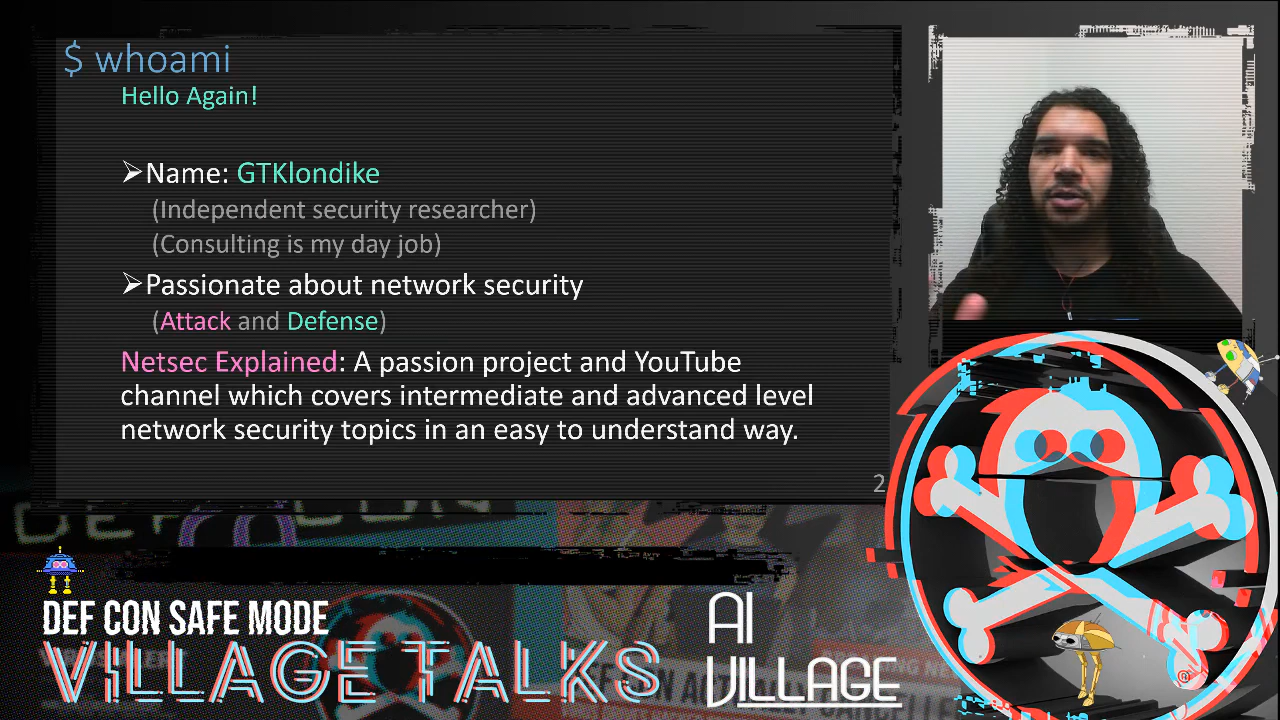 $ whoami
Hello Again!
➢Name: GTKlondike
(Independent security researcher)
(Consulting is my day job)
➢Passionate about network security
(Attack and Defense)
Netsec Explained: A passion project and YouTube
channel which covers intermediate and advanced level
network security topics in an easy to understand way.
2
DEF CON
DEF CON SAFE MODE
VILLAGE TALKS
AI
VILLAGE